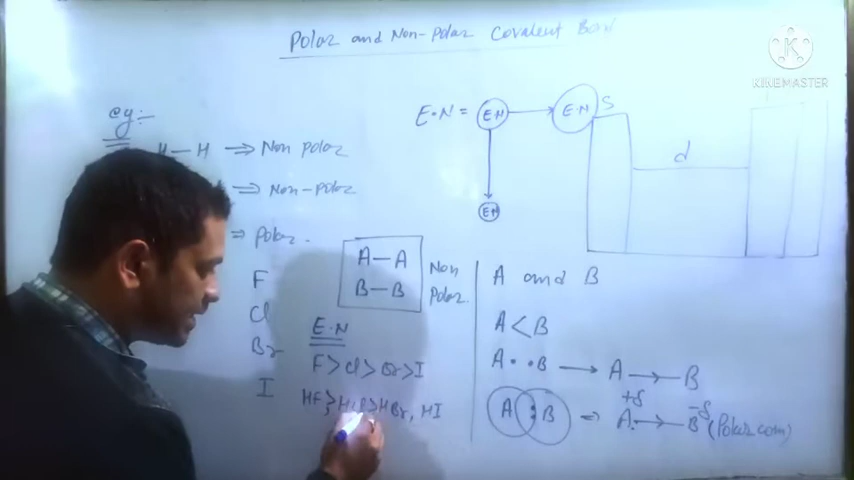 Polar and Non-Polar Covalent Bon
KINEMASTER
eg:-
H—H → Non polar
⇒ Non-polar
⇒ Polar.
F
Cl
Br
I
E.N = E.N → E.N S
E.N
d
A—A
B—B
Non
Polar.
E.N
F>Cl>Br>I
HF>HCl>HBr, HI
A and B
A<B
A• •B → A→B
A : B ⇒ +δ A→B -δ (Polar com)